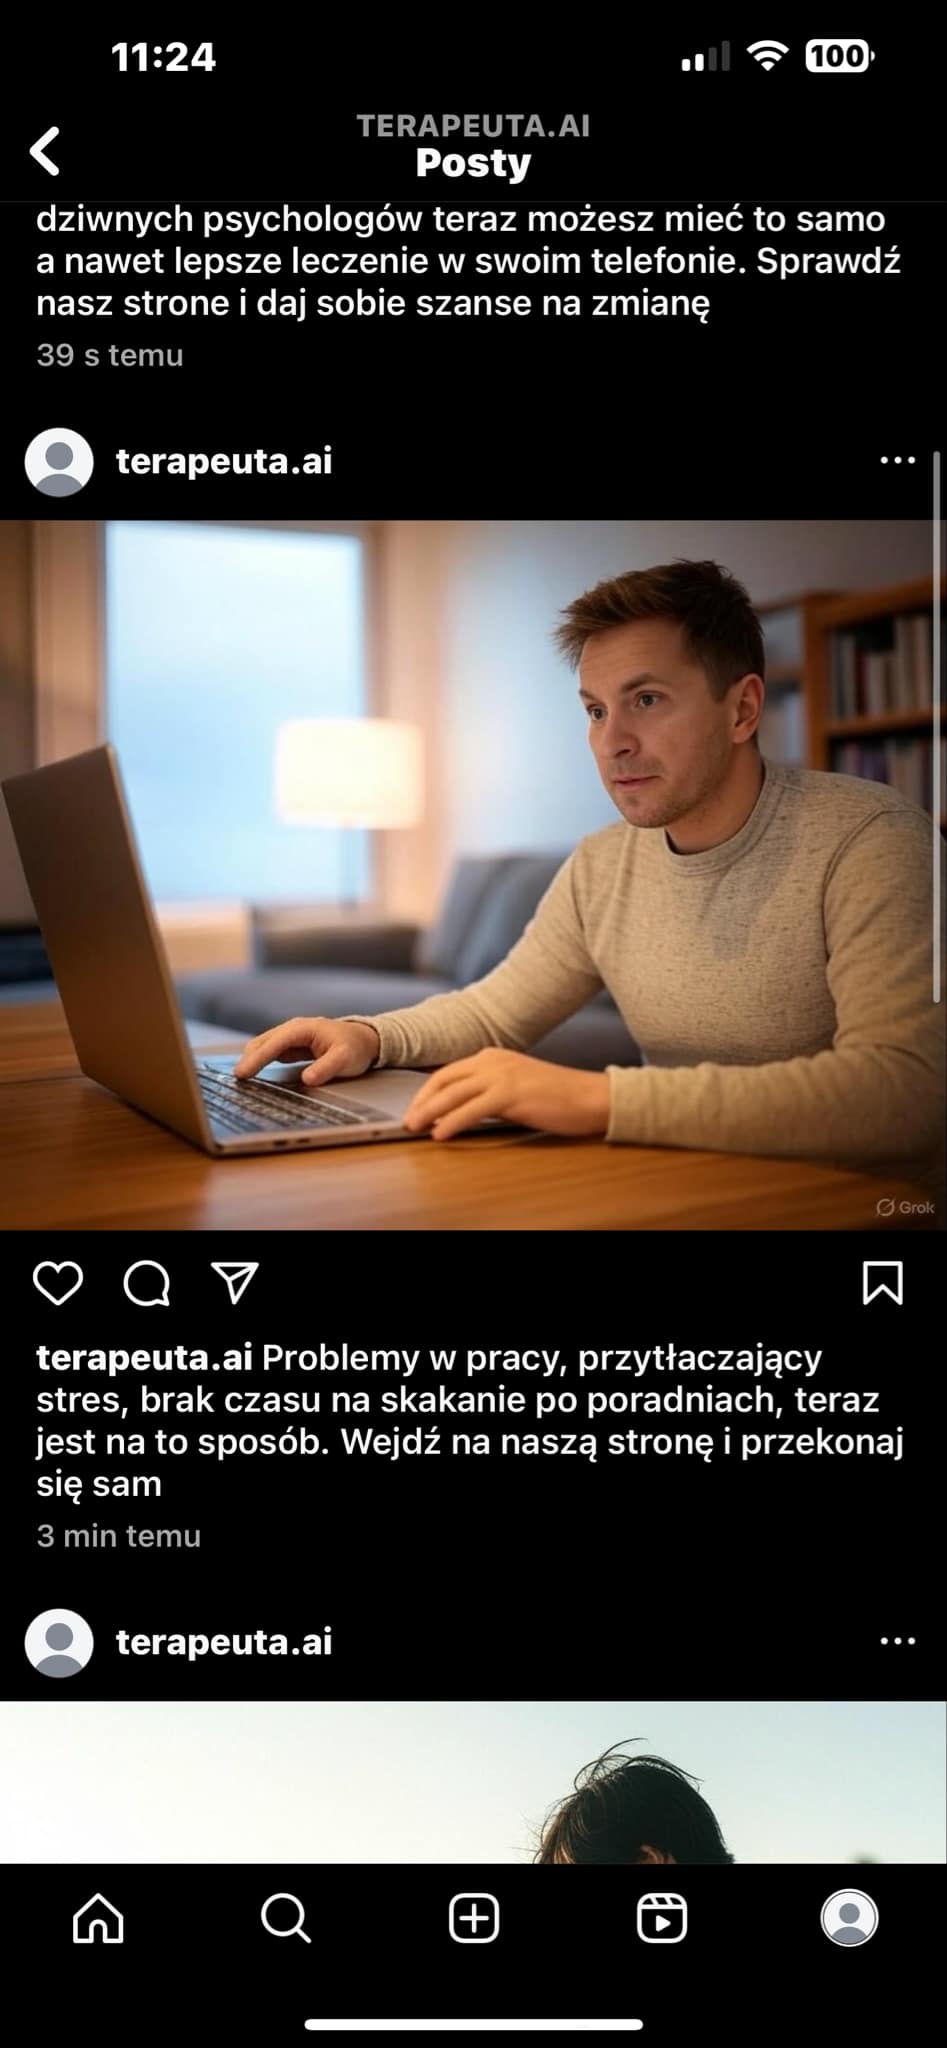 11:24
100
TERAPEUTA.AI
Posty
dziwnych psychologów teraz możesz mieć to samo
a nawet lepsze leczenie w swoim telefonie. Sprawdź
nasz strone i daj sobie szanse na zmianę
39 s temu
terapeuta.ai
Grok
terapeuta.ai Problemy w pracy, przytłaczający
stres, brak czasu na skakanie po poradniach, teraz
jest na to sposób. Wejdź na naszą stronę i przekonaj
się sam
3 min temu
terapeuta.ai